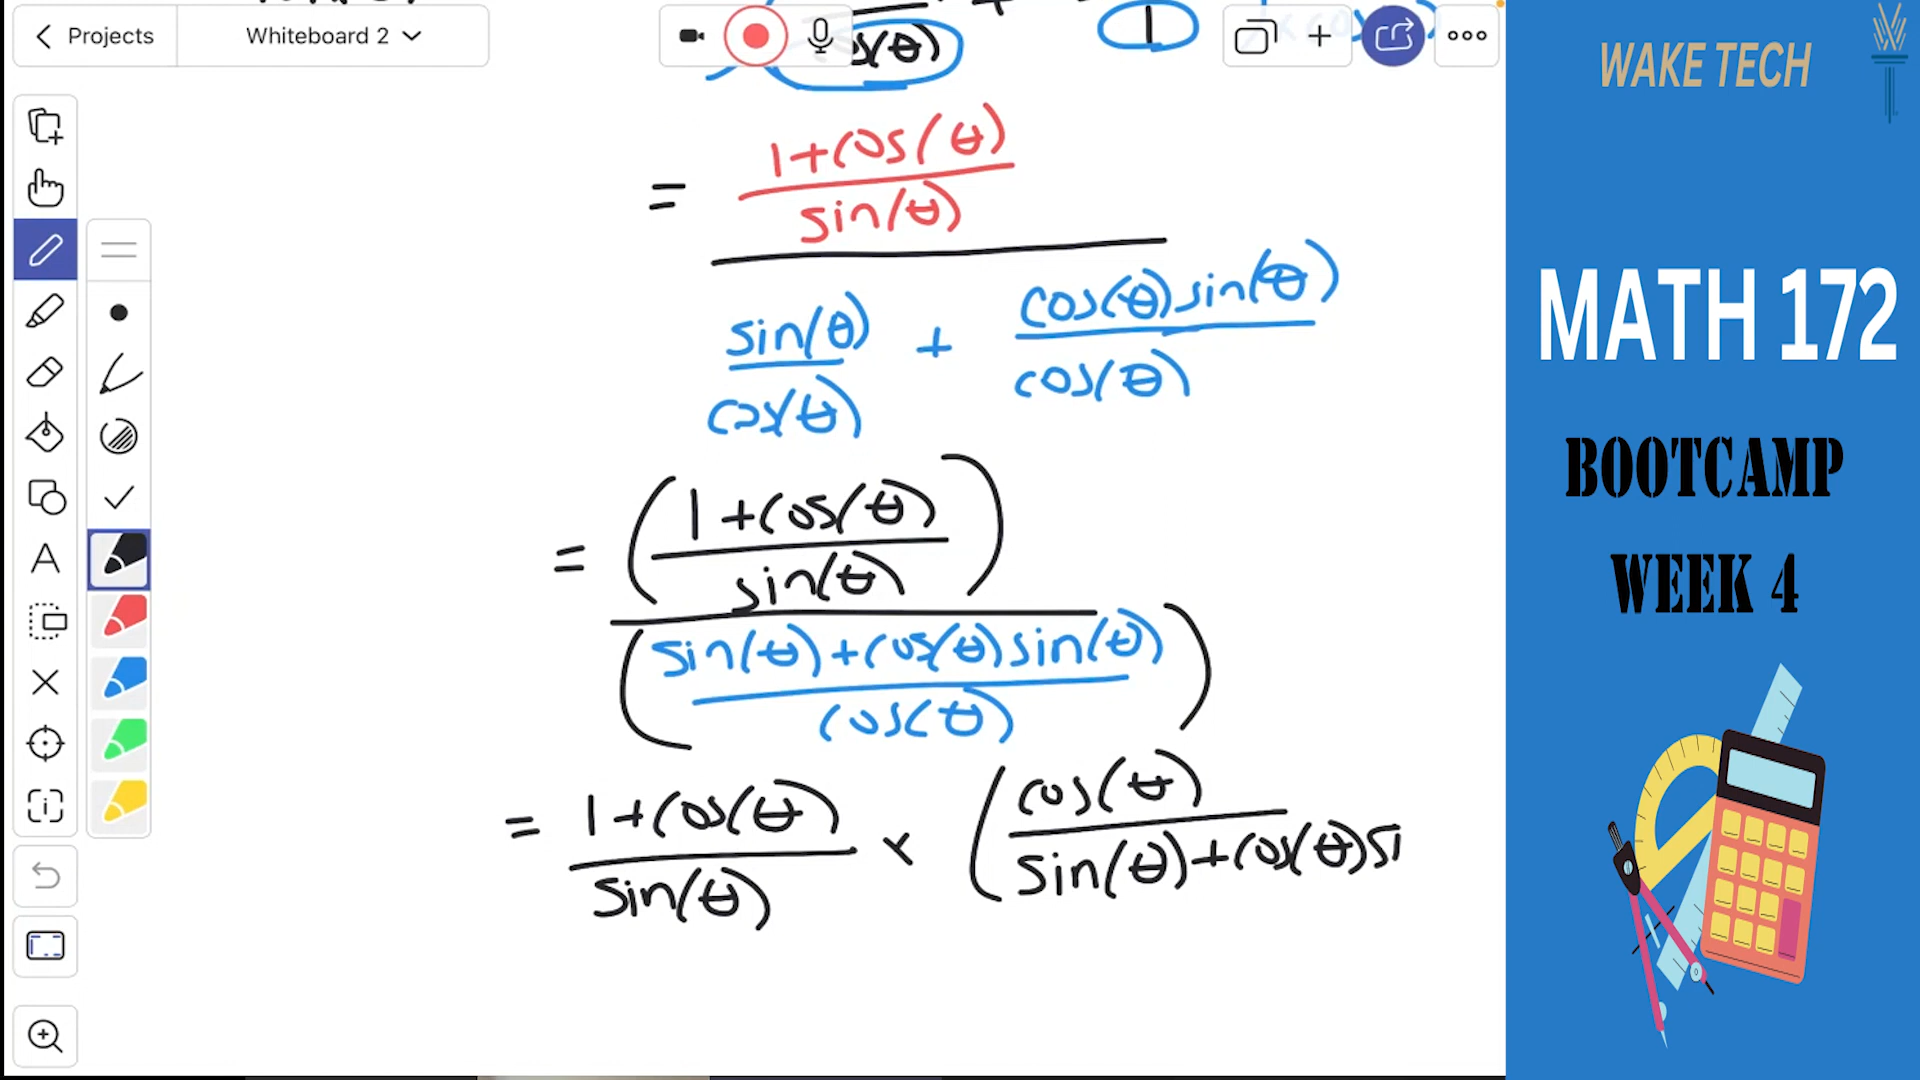 Projects
Whiteboard 2
WAKE TECH
+ 1
s(θ)
= 1+cos(θ)
sin(θ)
sin(θ) + cos(θ)sin(θ)
cos(θ) cos(θ)
= (1+cos(θ)
sin(θ))
(sin(θ)+cos(θ)sin(θ)
cos(θ))
= 1+cos(θ) × (cos(θ)
sin(θ) sin(θ)+cos(θ)si
A
MATH 172
BOOTCAMP
WEEK 4